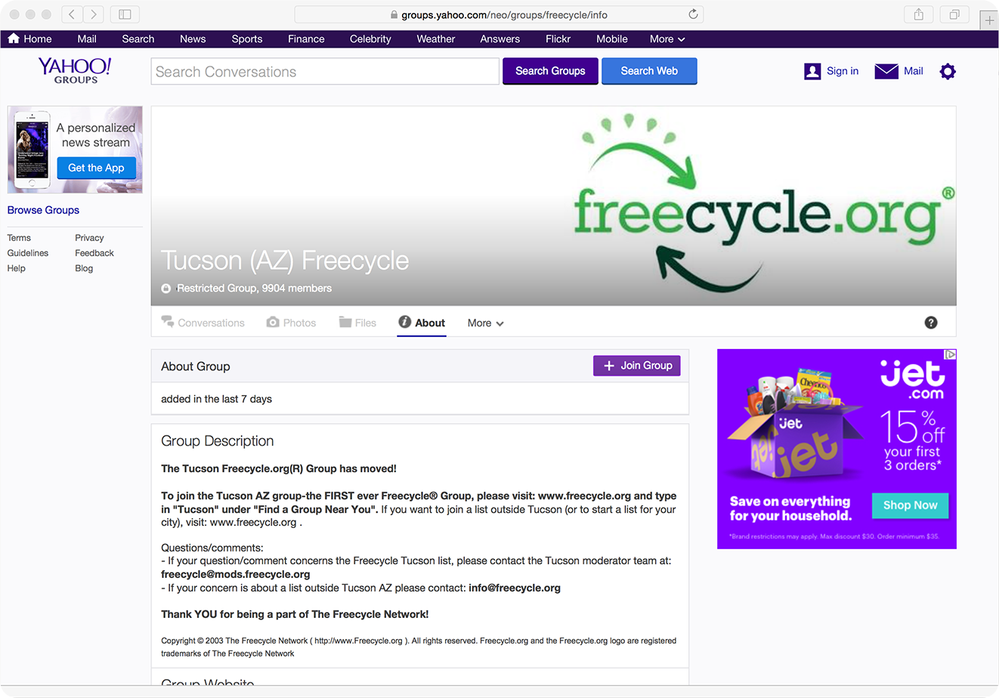 groups.yahoo.com/neo/groups/freecycle/info
Home Mail Search News Sports Finance Celebrity Weather Answers Flickr Mobile More
YAHOO!
GROUPS
Search Conversations
Search Groups
Search Web
Sign in
Mail
A personalized
news stream
Get the App
Browse Groups
Terms Privacy
Guidelines Feedback
Help Blog
freecycle.org®
Tucson (AZ) Freecycle
Restricted Group, 9904 members
Conversations Photos Files About More
About Group
+ Join Group
added in the last 7 days
Group Description
The Tucson Freecycle.org(R) Group has moved!
To join the Tucson AZ group-the FIRST ever Freecycle® Group, please visit: www.freecycle.org and type
in "Tucson" under "Find a Group Near You". If you want to join a list outside Tucson (or to start a list for your
city), visit: www.freecycle.org .
Questions/comments:
- If your question/comment concerns the Freecycle Tucson list, please contact the Tucson moderator team at:
freecycle@mods.freecycle.org
- If your concern is about a list outside Tucson AZ please contact: info@freecycle.org
Thank YOU for being a part of The Freecycle Network!
Copyright © 2003 The Freecycle Network ( http://www.Freecycle.org ). All rights reserved. Freecycle.org and the Freecycle.org logo are registered
trademarks of The Freecycle Network
Group Website
jet
.com
15% off
your first
3 orders*
Cheerios
jet
jet
Save on everything
for your household.
Shop Now
*Brand restrictions may apply. Max discount $30. Order minimum $35.